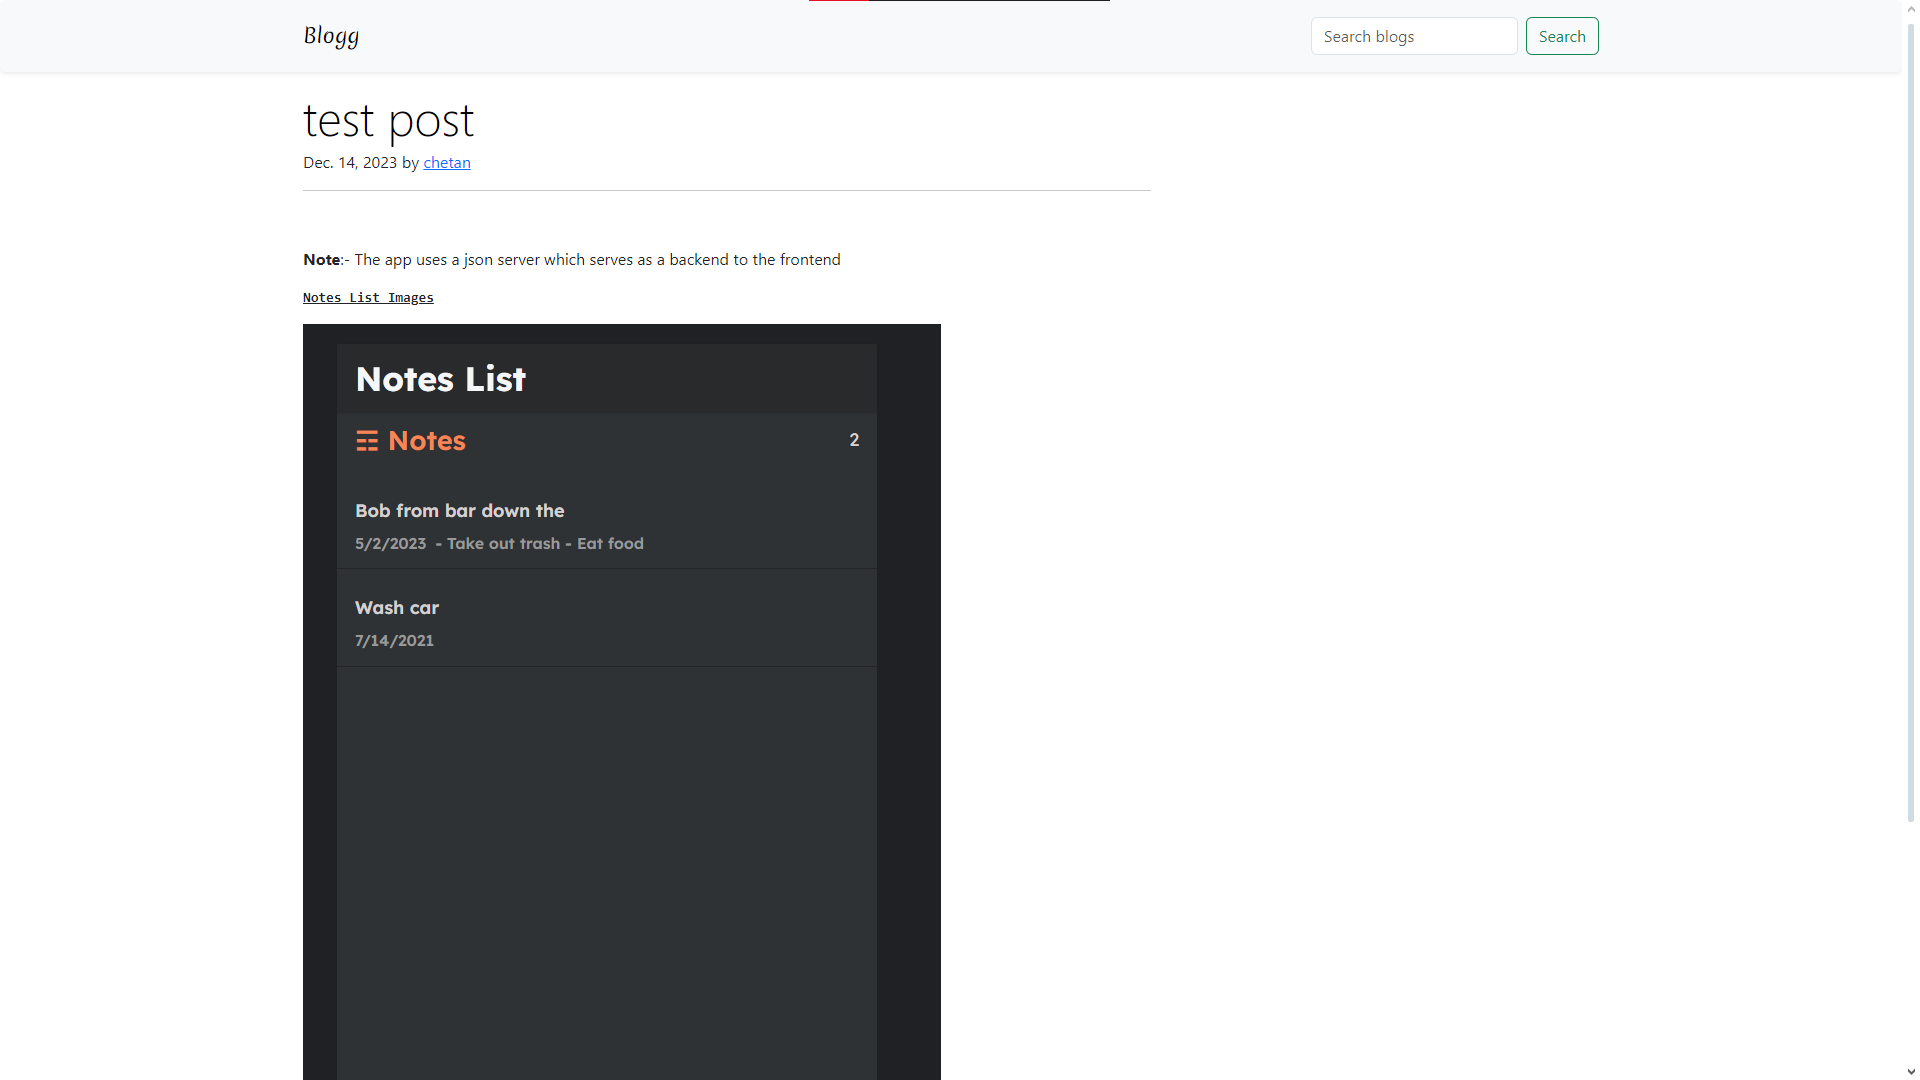 Blogg
Search blogs
Search
test post
Dec. 14, 2023 by chetan
Note:- The app uses a json server which serves as a backend to the frontend
Notes List Images
Notes List
☶ Notes
2
Bob from bar down the
5/2/2023 - Take out trash - Eat food
Wash car
7/14/2021